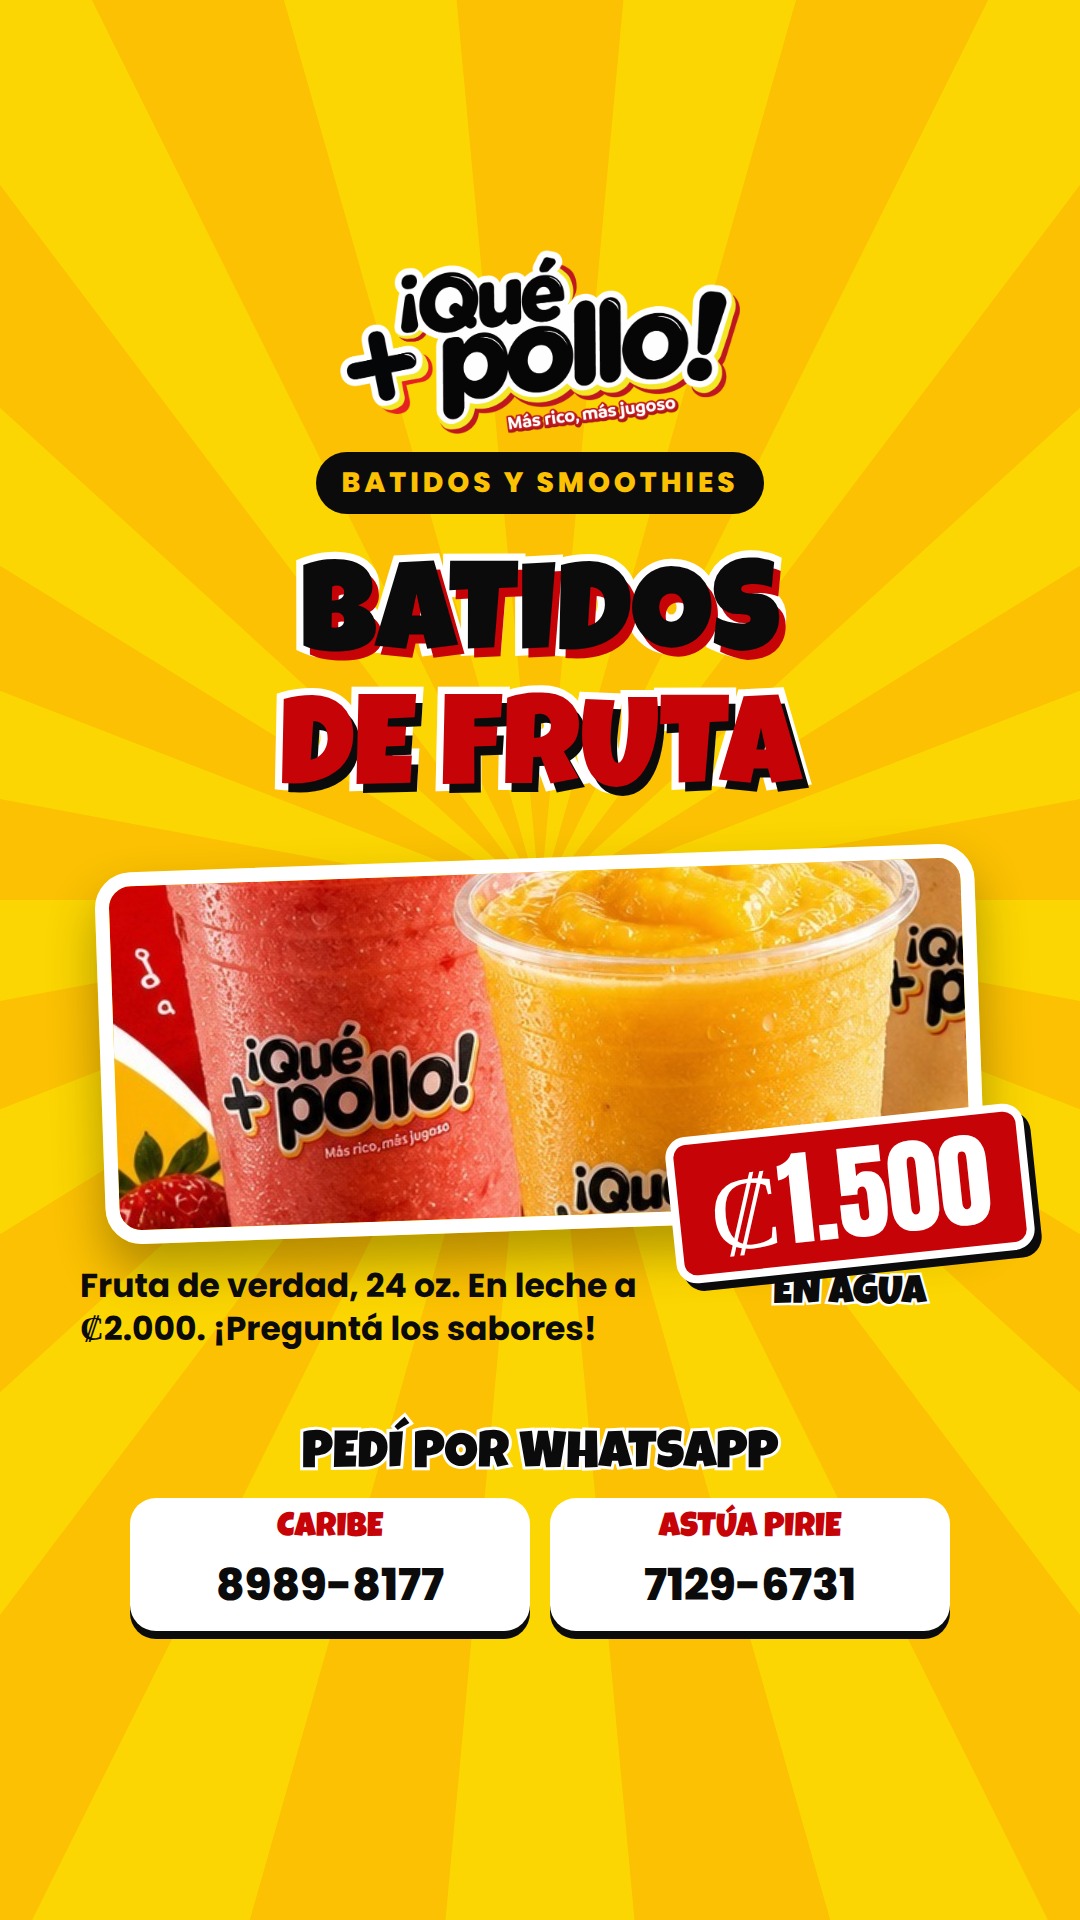 ¡Qué
+ pollo!
Más rico, más jugoso
BATIDOS Y SMOOTHIES
BATIDOS
DE FRUTA
¡Qué
+ pollo!
Más rico, más jugoso
¡Qu
¡Q
+ p
₡1.500
EN AGUA
Fruta de verdad, 24 oz. En leche a
₡2.000. ¡Preguntá los sabores!
PEDÍ POR WHATSAPP
CARIBE
8989-8177
ASTÚA PIRIE
7129-6731